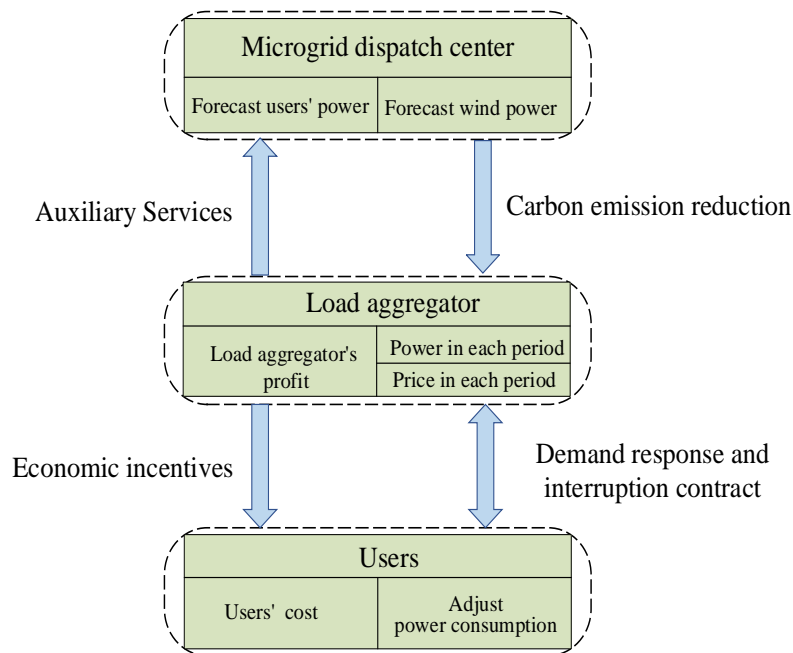 Microgrid dispatch center
Forecast users' power
Forecast wind power
Auxiliary Services
Carbon emission reduction
Load aggregator
Load aggregator's
profit
Power in each period
Price in each period
Economic incentives
Demand response and
interruption contract
Users
Users' cost
Adjust
power consumption